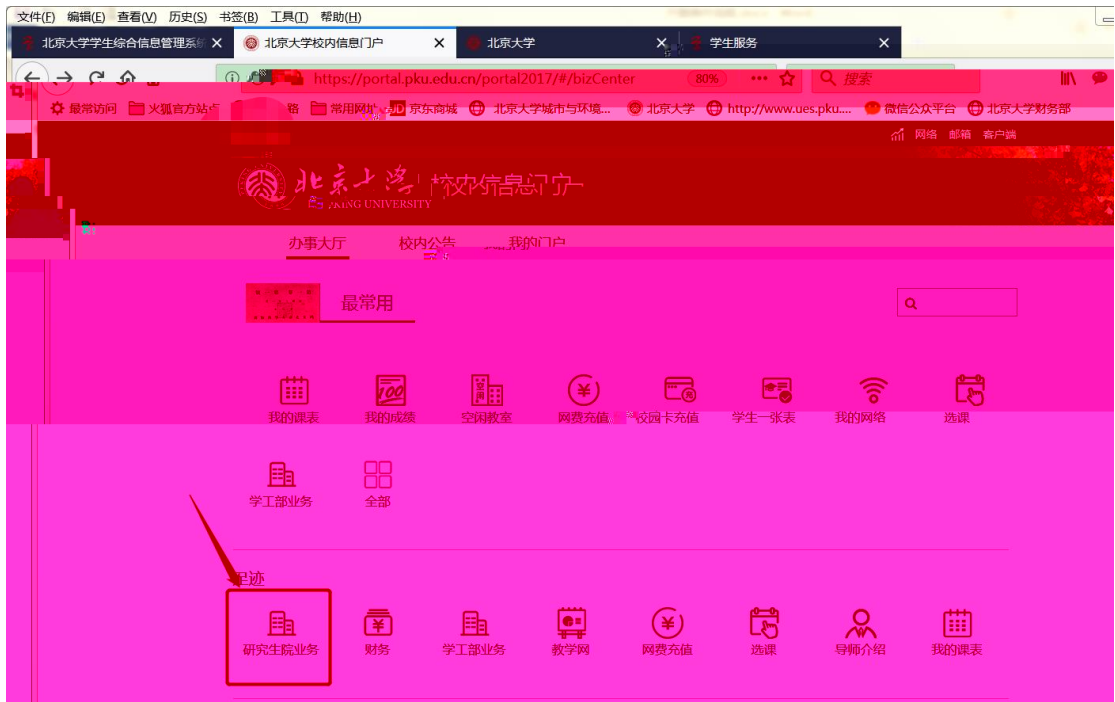 文件(F) 编辑(E) 查看(V) 历史(S) 书签(B) 工具(T) 帮助(H)
北京大学学生综合信息管理系统 北京大学校内信息门户 北京大学 学生服务
https://portal.pku.edu.cn/portal2017/#/bizCenter 80% 搜索
最常访问 火狐官方站点 常用网址 JD 京东商城 北京大学城市与环境... 北京大学 http://www.ues.pku.... 微信公众平台 北京大学财务部
网络 邮箱 客户端
北京大学 校内信息门户
PEKING UNIVERSITY
办事大厅 校内公告 我的门户
最常用
100 空闲
我的课表 我的成绩 空闲教室 网费充值 校园卡充值 学生一张表 我的网络 选课
学工部业务 全部
足迹
研究生院业务 财务 学工部业务 教学网 网费充值 选课 导师介绍 我的课表